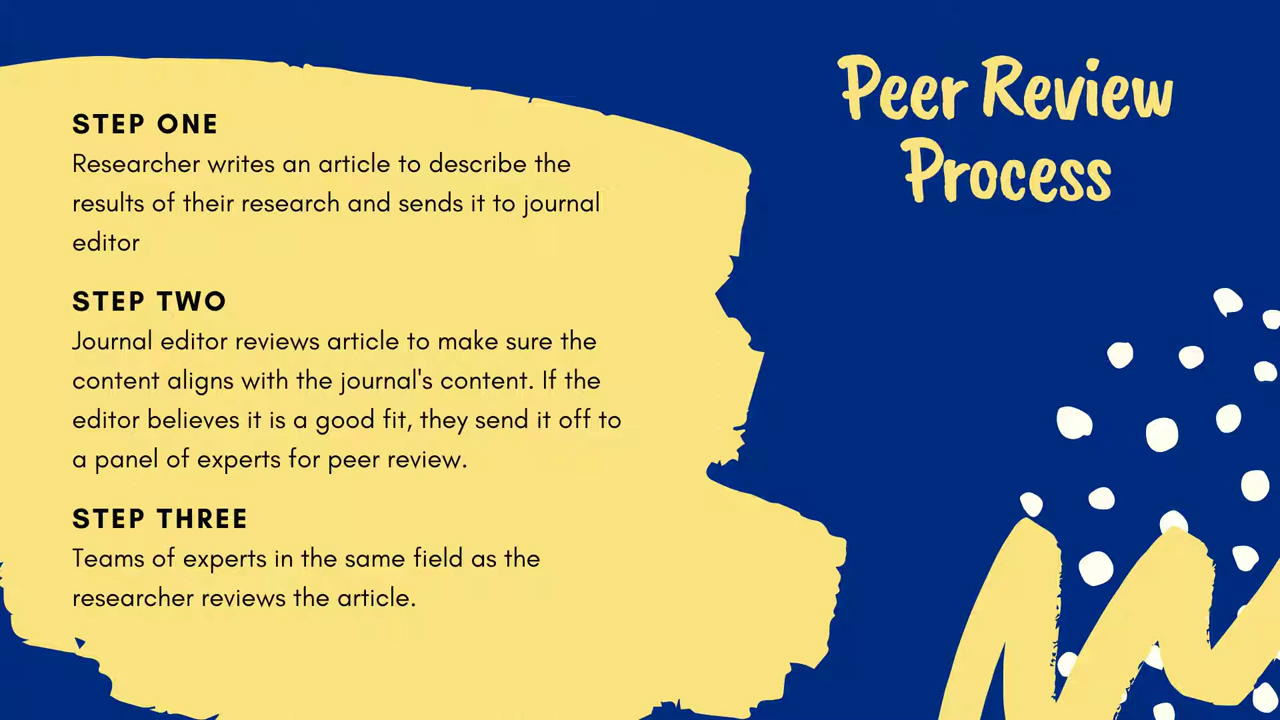 Peer Review
Process
STEP ONE
Researcher writes an article to describe the
results of their research and sends it to journal
editor
STEP TWO
Journal editor reviews article to make sure the
content aligns with the journal's content. If the
editor believes it is a good fit, they send it off to
a panel of experts for peer review.
STEP THREE
Teams of experts in the same field as the
researcher reviews the article.